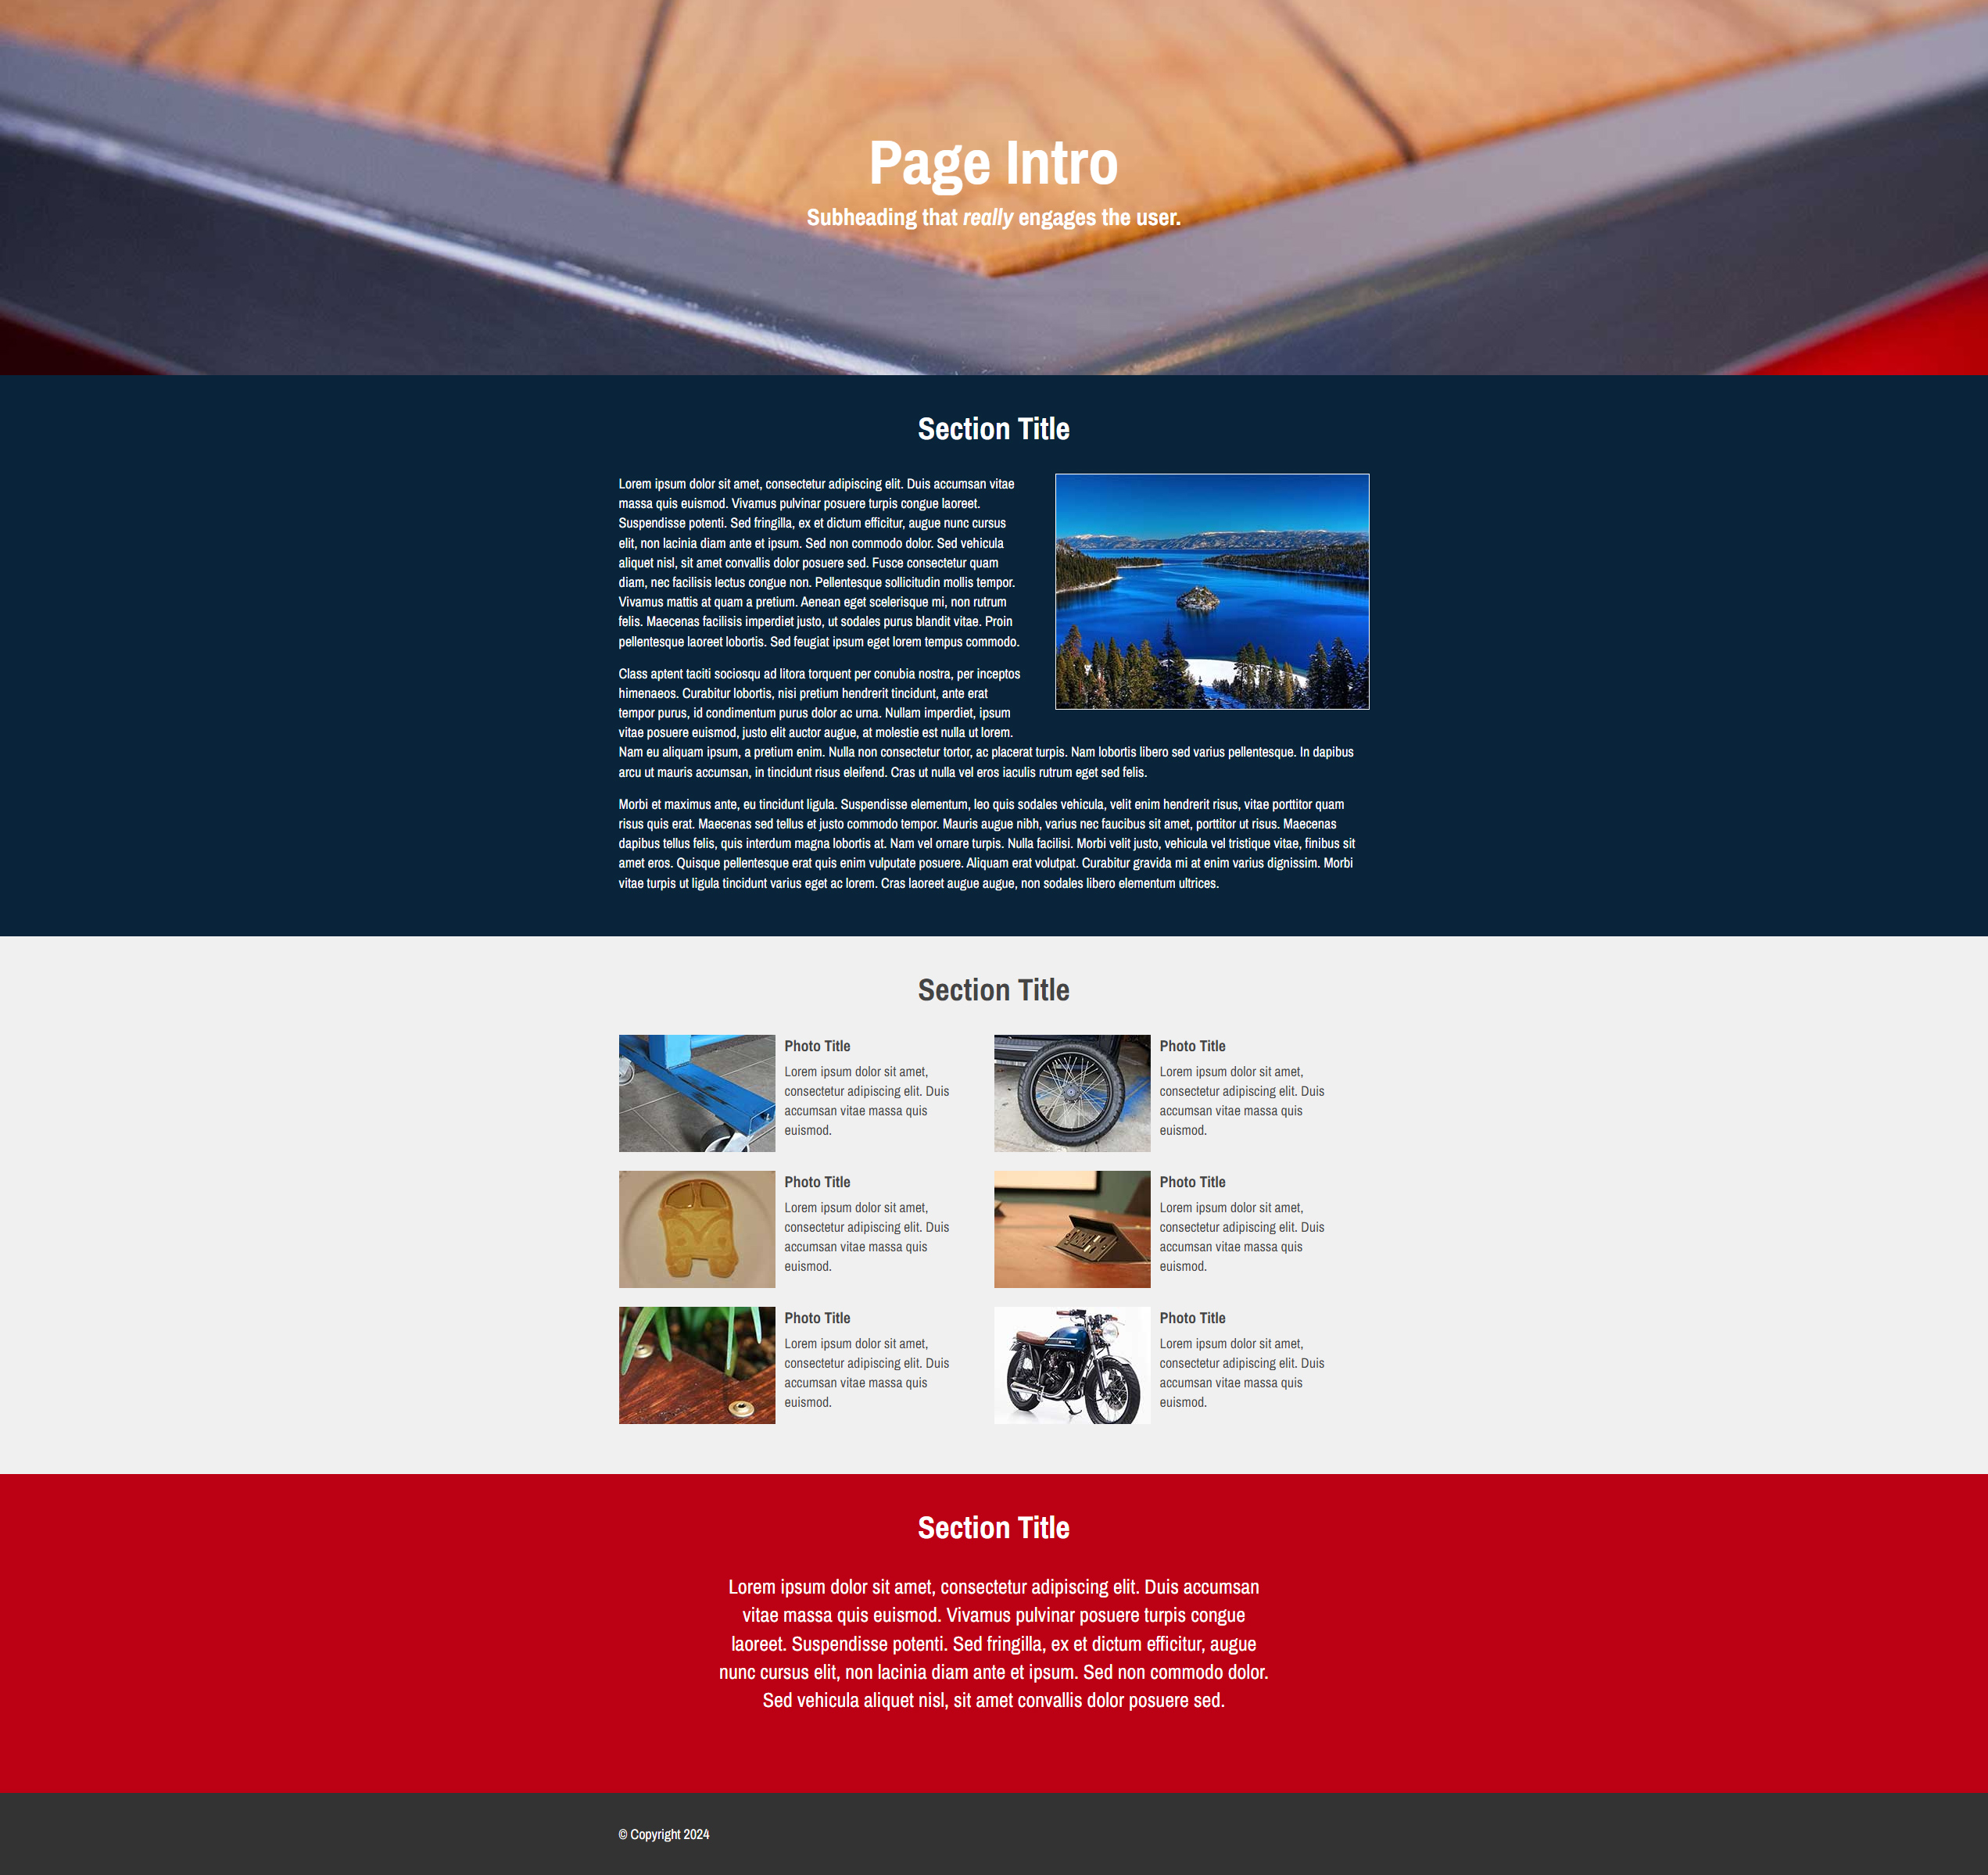 Page Intro
Subheading that really engages the user.
Section Title
Lorem ipsum dolor sit amet, consectetur adipiscing elit. Duis accumsan vitae
massa quis euismod. Vivamus pulvinar posuere turpis congue laoreet.
Suspendisse potenti. Sed fringilla, ex et dictum efficitur, augue nunc cursus
elit, non lacinia diam ante et ipsum. Sed non commodo dolor. Sed vehicula
aliquet nisl, sit amet convallis dolor posuere sed. Fusce consectetur quam
diam, nec facilisis lectus congue non. Pellentesque sollicitudin mollis tempor.
Vivamus mattis at quam a pretium. Aenean eget scelerisque mi, non rutrum
felis. Maecenas facilisis imperdiet justo, ut sodales purus blandit vitae. Proin
pellentesque laoreet lobortis. Sed feugiat ipsum eget lorem tempus commodo.
Class aptent taciti sociosqu ad litora torquent per conubia nostra, per inceptos
himenaeos. Curabitur lobortis, nisi pretium hendrerit tincidunt, ante erat
tempor purus, id condimentum purus dolor ac urna. Nullam imperdiet, ipsum
vitae posuere euismod, justo elit auctor augue, at molestie est nulla ut lorem.
Nam eu aliquam ipsum, a pretium enim. Nulla non consectetur tortor, ac placerat turpis. Nam lobortis libero sed varius pellentesque. In dapibus
arcu ut mauris accumsan, in tincidunt risus eleifend. Cras ut nulla vel eros iaculis rutrum eget sed felis.
Morbi et maximus ante, eu tincidunt ligula. Suspendisse elementum, leo quis sodales vehicula, velit enim hendrerit risus, vitae porttitor quam
risus quis erat. Maecenas sed tellus et justo commodo tempor. Mauris augue nibh, varius nec faucibus sit amet, porttitor ut risus. Maecenas
dapibus tellus felis, quis interdum magna lobortis at. Nam vel ornare turpis. Nulla facilisi. Morbi velit justo, vehicula vel tristique vitae, finibus sit
amet eros. Quisque pellentesque erat quis enim vulputate posuere. Aliquam erat volutpat. Curabitur gravida mi at enim varius dignissim. Morbi
vitae turpis ut ligula tincidunt varius eget ac lorem. Cras laoreet augue augue, non sodales libero elementum ultrices.
Section Title
Photo Title
Lorem ipsum dolor sit amet,
consectetur adipiscing elit. Duis
accumsan vitae massa quis
euismod.
Photo Title
Lorem ipsum dolor sit amet,
consectetur adipiscing elit. Duis
accumsan vitae massa quis
euismod.
Photo Title
Lorem ipsum dolor sit amet,
consectetur adipiscing elit. Duis
accumsan vitae massa quis
euismod.
Photo Title
Lorem ipsum dolor sit amet,
consectetur adipiscing elit. Duis
accumsan vitae massa quis
euismod.
Photo Title
Lorem ipsum dolor sit amet,
consectetur adipiscing elit. Duis
accumsan vitae massa quis
euismod.
Photo Title
Lorem ipsum dolor sit amet,
consectetur adipiscing elit. Duis
accumsan vitae massa quis
euismod.
Section Title
Lorem ipsum dolor sit amet, consectetur adipiscing elit. Duis accumsan
vitae massa quis euismod. Vivamus pulvinar posuere turpis congue
laoreet. Suspendisse potenti. Sed fringilla, ex et dictum efficitur, augue
nunc cursus elit, non lacinia diam ante et ipsum. Sed non commodo dolor.
Sed vehicula aliquet nisl, sit amet convallis dolor posuere sed.
© Copyright 2024